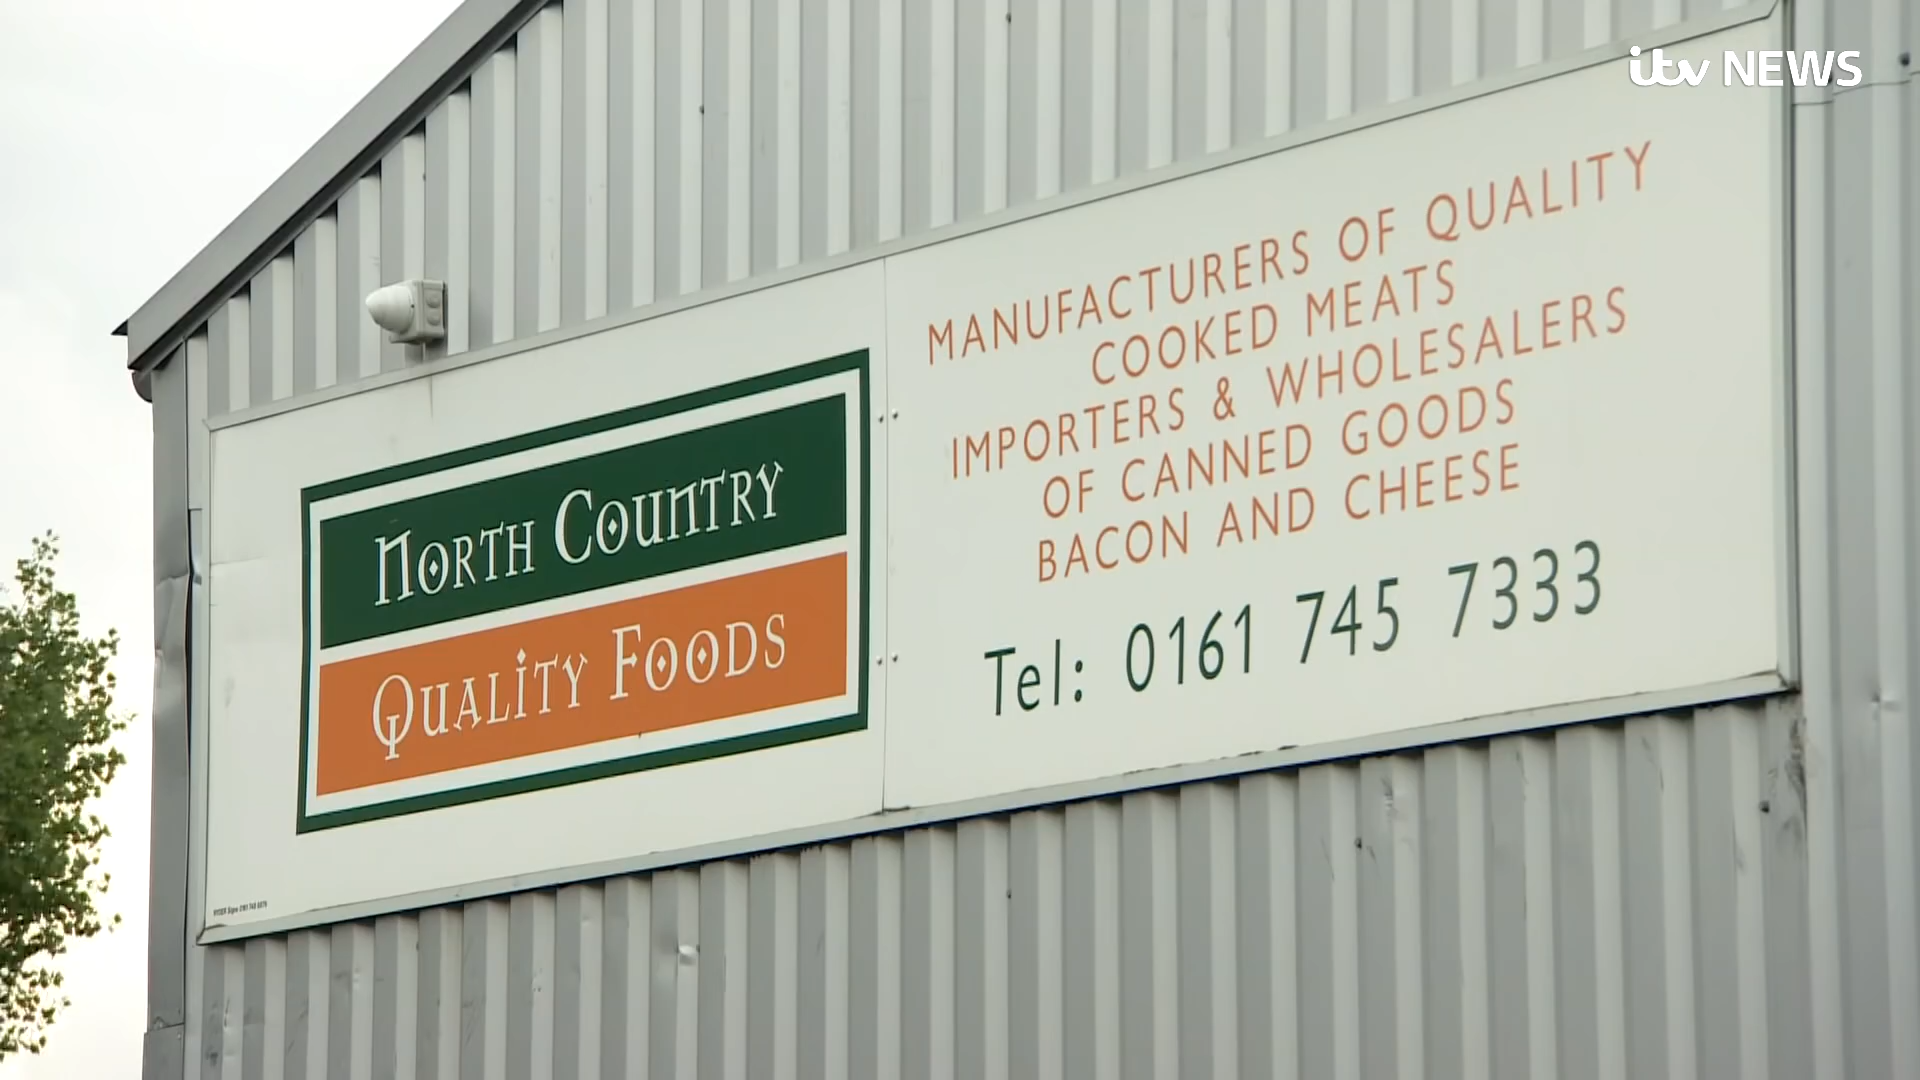 itv NEWS
NORTH COUNTRY
QUALITY FOODS
MANUFACTURERS OF QUALITY
COOKED MEATS
IMPORTERS & WHOLESALERS
OF CANNED GOODS
BACON AND CHEESE
Tel: 0161 745 7333